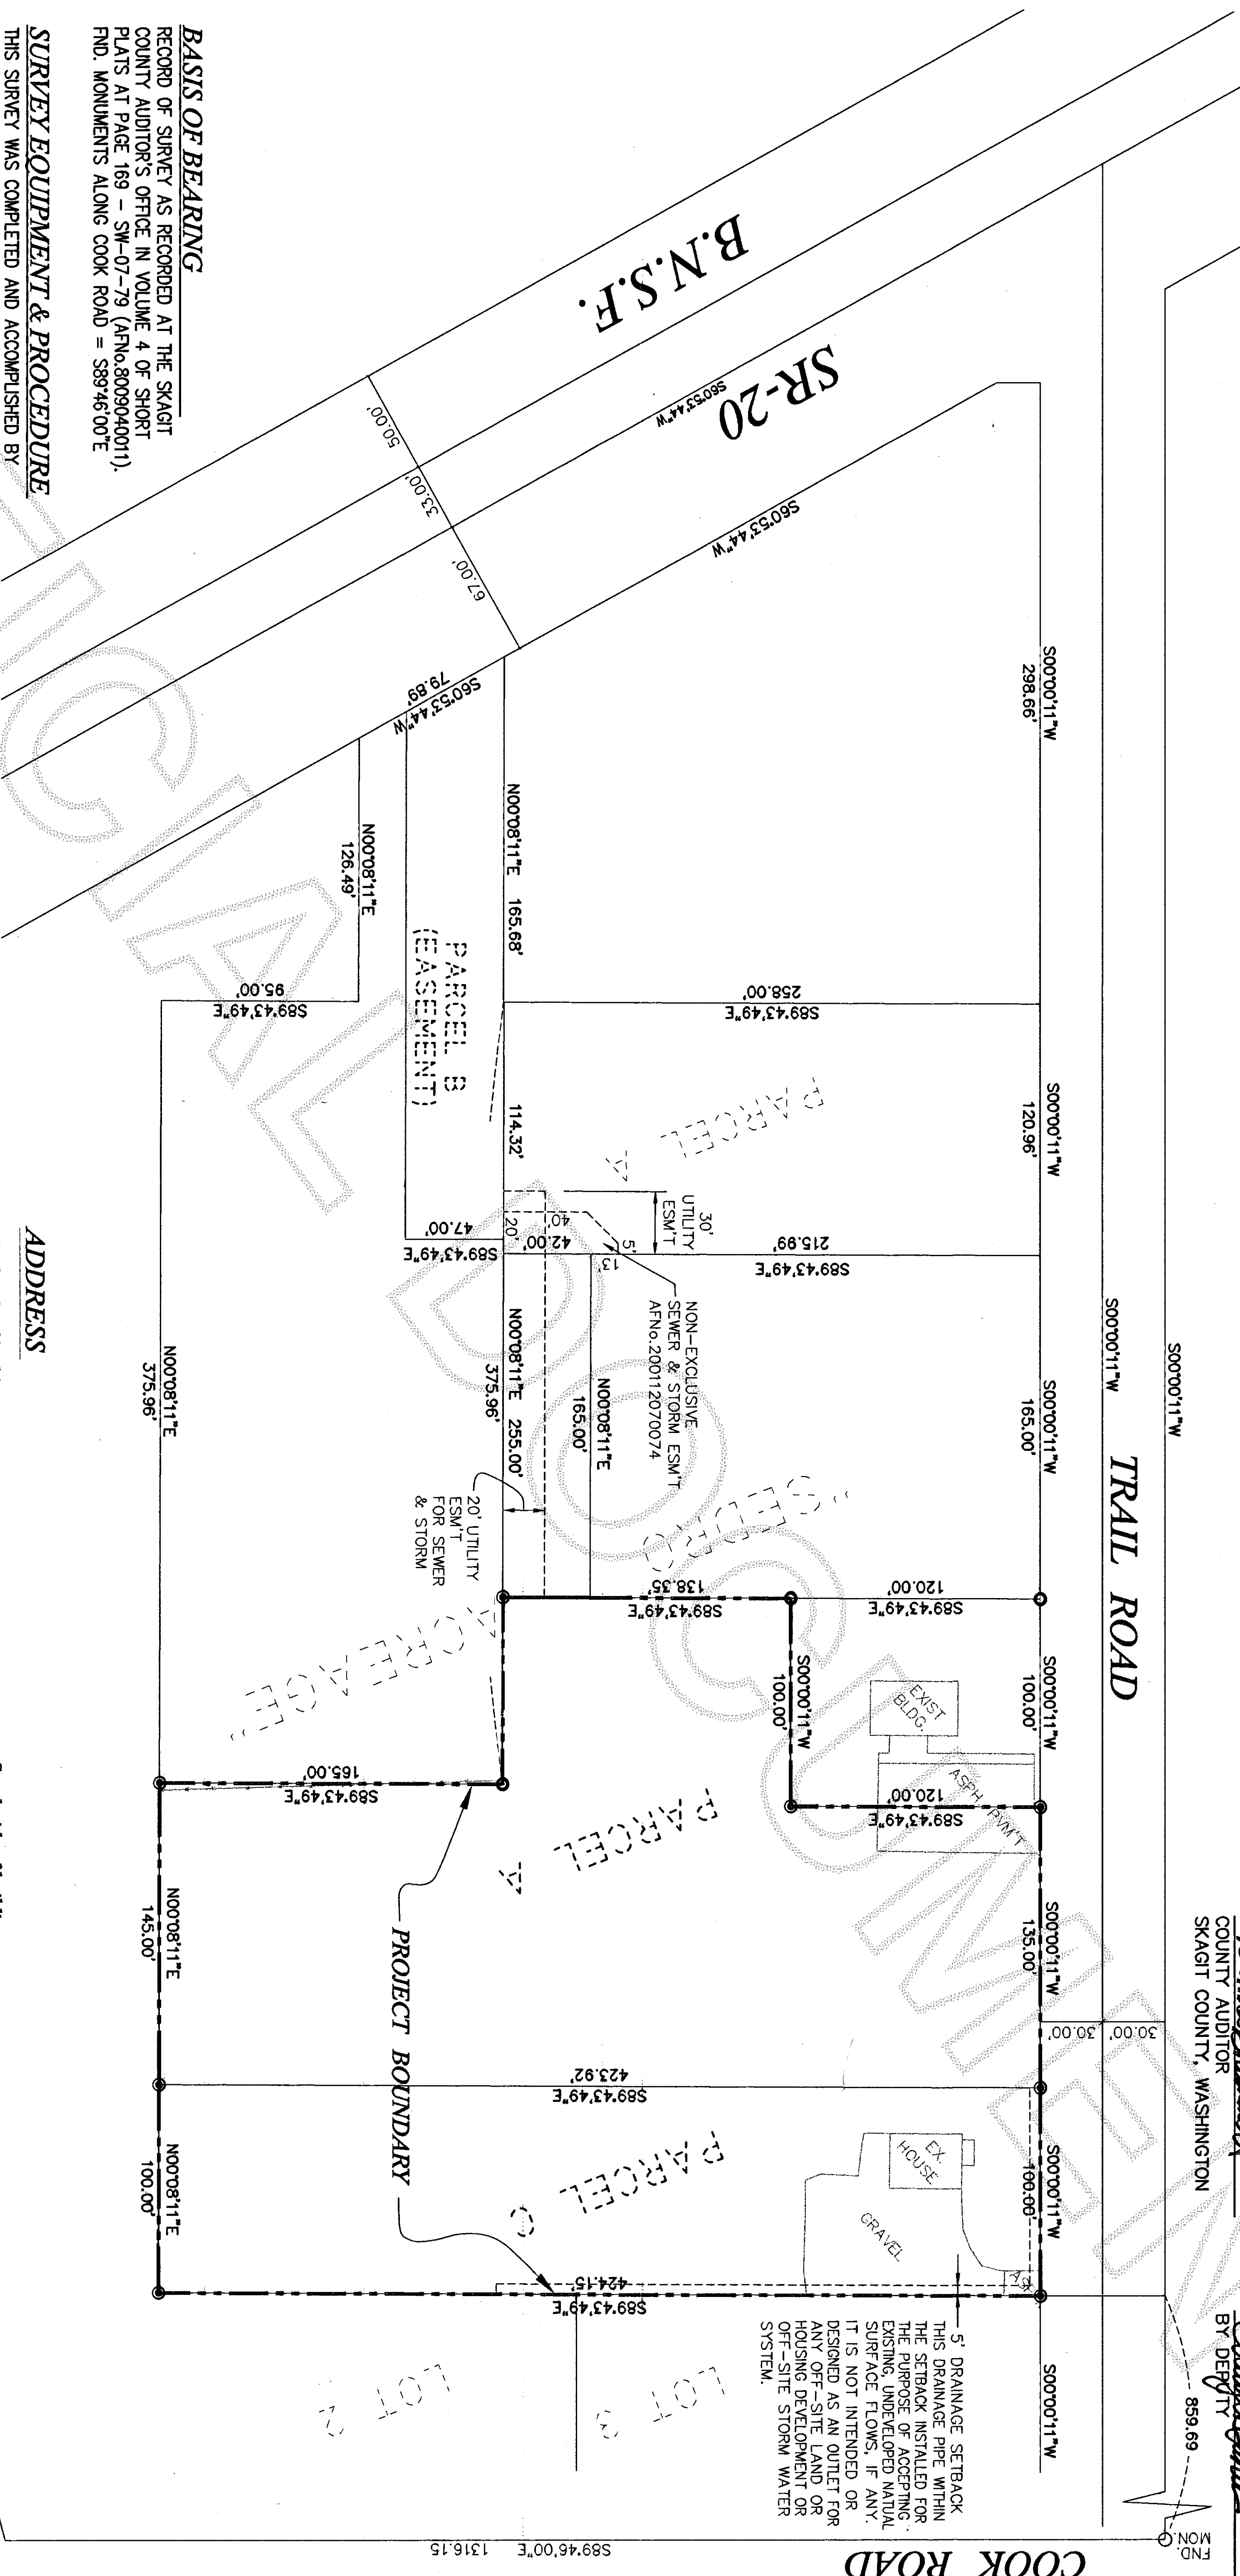 BASIS OF BEARING
RECORD OF SURVEY AS RECORDED AT THE SKAGIT
COUNTY AUDITOR'S OFFICE IN VOLUME 4 OF SHORT
PLATS AT PAGE 169 - SW-07-79 (AFNo.8009040011).
FND. MONUMENTS ALONG COOK ROAD = S89°46'00"E
SURVEY EQUIPMENT & PROCEDURE
THIS SURVEY WAS COMPLETED AND ACCOMPLISHED BY
ADDRESS
COUNTY AUDITOR
SKAGIT COUNTY, WASHINGTON
BY DEPUTY
B.N.S.F.
SR-20
S60°53'44"W
S60°53'44"W
50.00'
33.00'
67.00'
S60°53'44"W
79.89'
TRAIL ROAD
S00°00'11"W
S00°00'11"W
S00°00'11"W
298.66'
S00°00'11"W
120.96'
S00°00'11"W
165.00'
S00°00'11"W
100.00'
S00°00'11"W
135.00'
S00°00'11"W
100.00'
S00°00'11"W
30.00'
30.00'
859.69
FND.
MON.
COOK ROAD
S89°46'00"E
1316.15
N00°08'11"E 165.68'
N00°08'11"E
126.49'
PARCEL B
(EASEMENT)
S89°43'49"E
95.00'
S89°43'49"E
258.00'
PARCEL A
114.32'
30'
UTILITY
ESM'T
40'
20'
5'
13'
42.00'
S89°43'49"E
47.00'
S89°43'49"E
215.99'
NON-EXCLUSIVE
SEWER & STORM ESM'T
AFNo.200112070074
N00°08'11"E
165.00'
N00°08'11"E 255.00'
375.96'
20' UTILITY
ESM'T
FOR SEWER
& STORM
N00°08'11"E
375.96'
"SEDRO
ACREAGE"
S89°43'49"E
138.35'
S89°43'49"E
120.00'
S00°00'11"W
100.00'
EXIST
BLDG.
ASPH. PVM'T
S89°43'49"E
120.00'
S89°43'49"E
165.00'
PARCEL A
PROJECT BOUNDARY
N00°08'11"E
145.00'
S89°43'49"E
423.92'
PARCEL C
N00°08'11"E
100.00'
EX.
HOUSE
GRAVEL
S89°43'49"E
424.15'
5' DRAINAGE SETBACK
THIS DRAINAGE PIPE WITHIN
THE SETBACK INSTALLED FOR
THE PURPOSE OF ACCEPTING
EXISTING, UNDEVELOPED NATUAL
SURFACE FLOWS, IF ANY.
IT IS NOT INTENDED OR
DESIGNED AS AN OUTLET FOR
ANY OFF-SITE LAND OR
HOUSING DEVELOPMENT OR
OFF-SITE STORM WATER
SYSTEM.
LOT 3
LOT 2